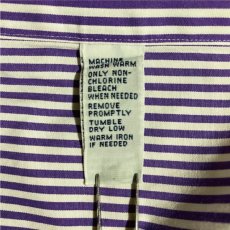 MACHINE
WASH WARM
ONLY NON-
CHLORINE
BLEACH
WHEN NEEDED
REMOVE
PROMPTLY
TUMBLE
DRY LOW
WARM IRON
IF NEEDED